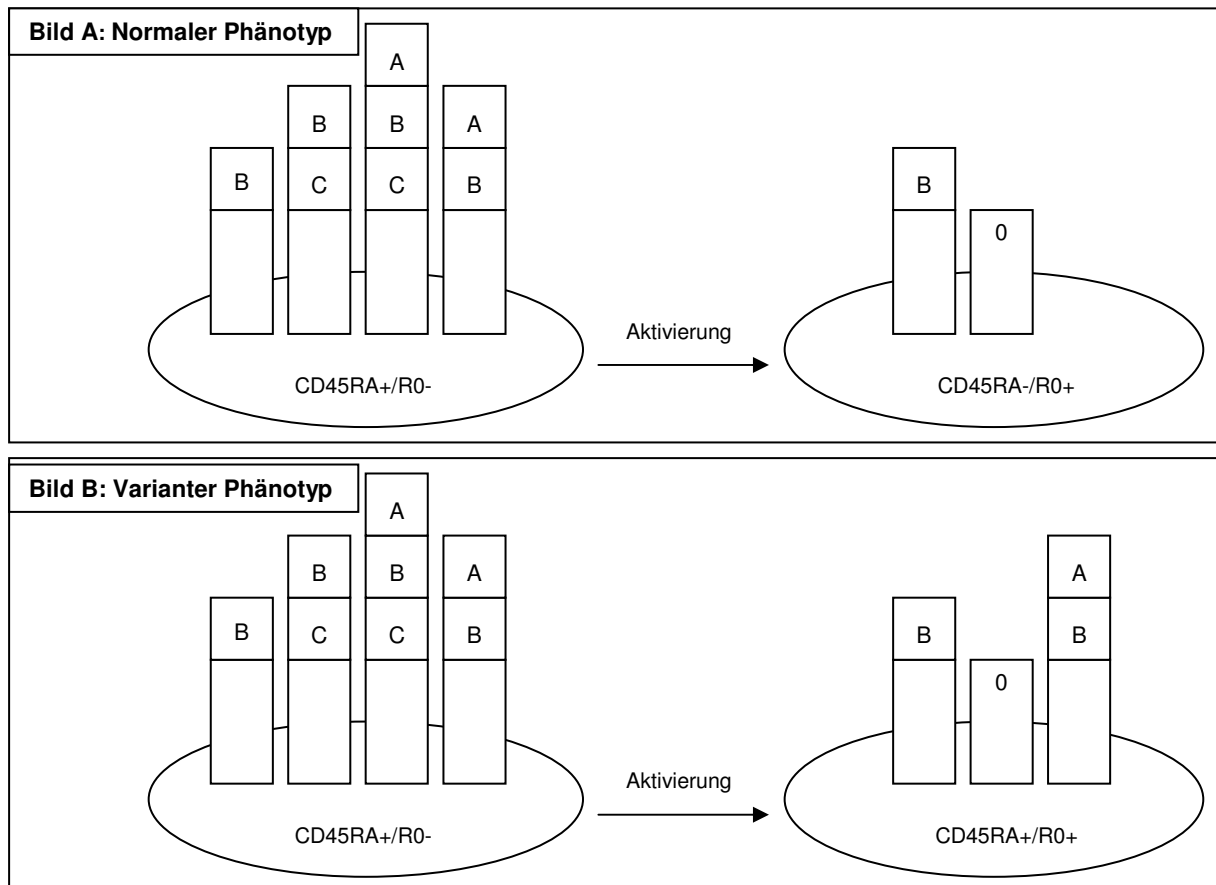 Bild A: Normaler Phänotyp
A
B B A
B C C B
B
0
Aktivierung
CD45RA+/R0-
CD45RA-/R0+
Bild B: Varianter Phänotyp
A
B B A A
B C C B B B
0
Aktivierung
CD45RA+/R0-
CD45RA+/R0+